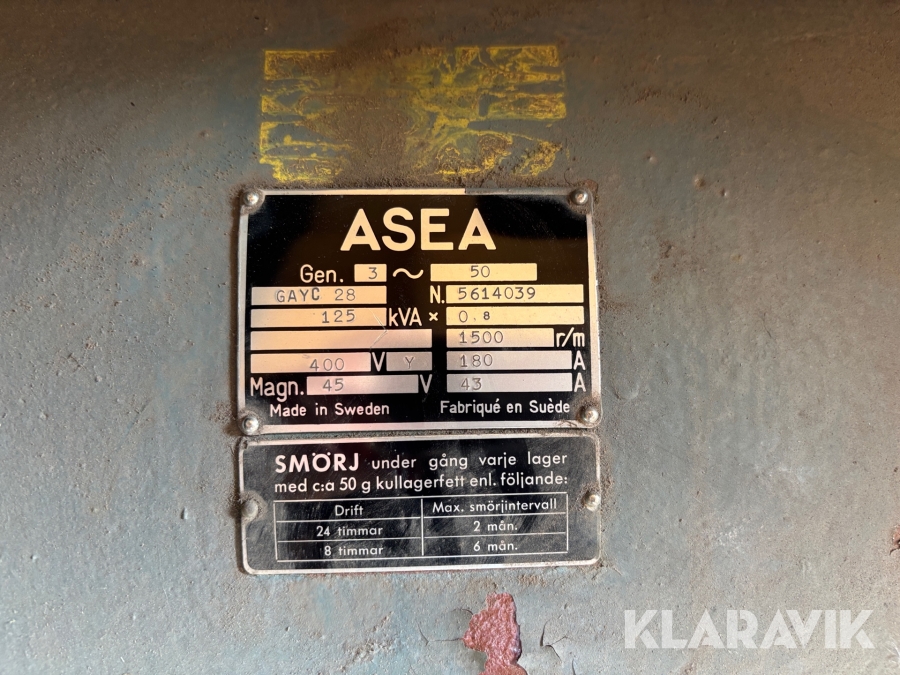 ASEA
Gen. 3 ~ 50
GAYC 28 N. 5614039
125 kVA × 0.8
1500 r/m
400 V Y 180 A
Magn. 45 V 43 A
Made in Sweden Fabriqué en Suède
SMÖRJ under gång varje lager
med c:a 50 g kullagerfett enl. följande:
Drift Max. smörjintervall
24 timmar 2 mån.
8 timmar 6 mån.
KLARAVIK